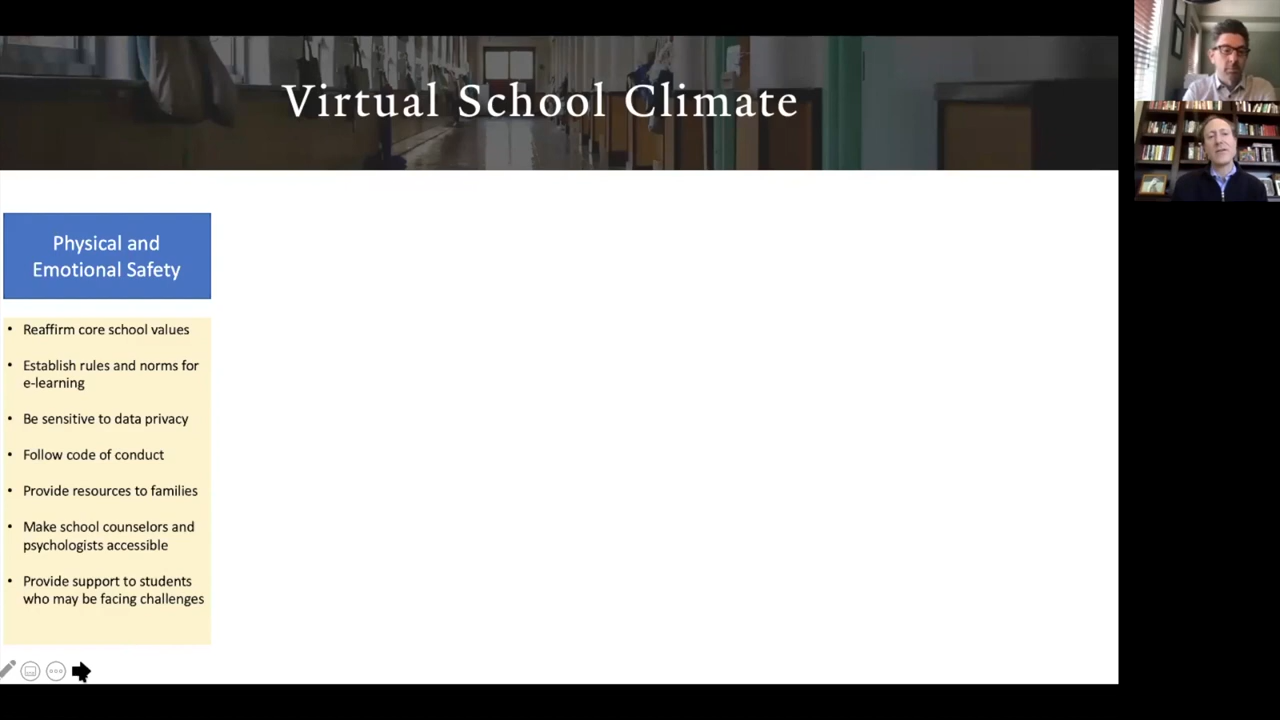 Virtual School Climate
Physical and
Emotional Safety
• Reaffirm core school values
• Establish rules and norms for
e-learning
• Be sensitive to data privacy
• Follow code of conduct
• Provide resources to families
• Make school counselors and
psychologists accessible
• Provide support to students
who may be facing challenges